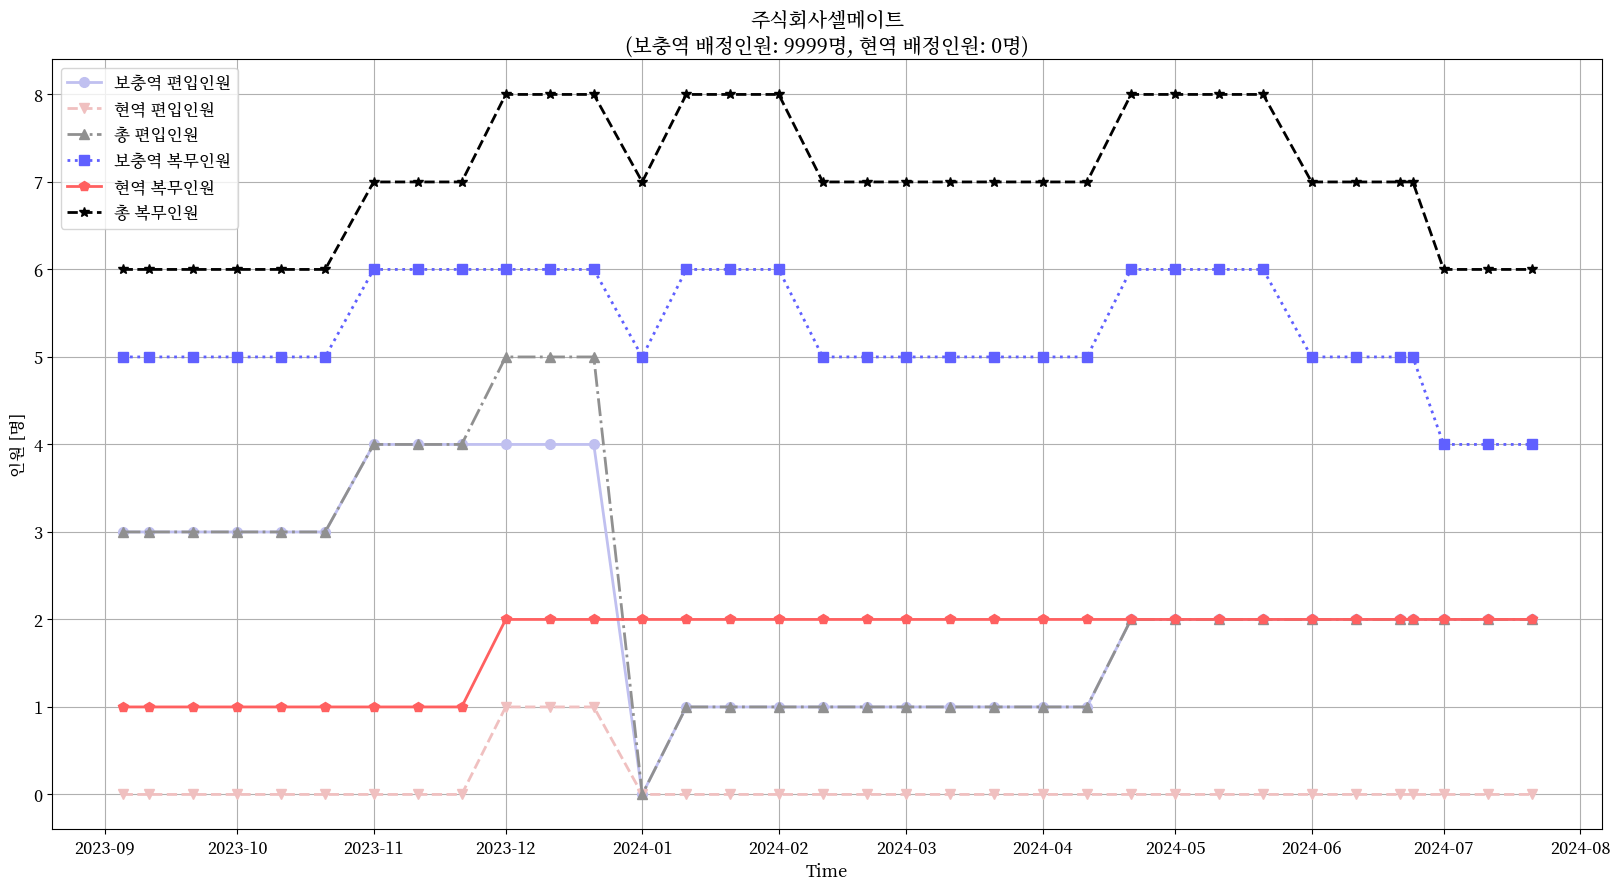 주식회사셀메이트
(보충역 배정인원: 9999명, 현역 배정인원: 0명)
보충역 편입인원
현역 편입인원
총 편입인원
보충역 복무인원
현역 복무인원
총 복무인원
8
7
6
5
4
3
2
1
0
인원 [명]
2023-09 2023-10 2023-11 2023-12 2024-01 2024-02 2024-03 2024-04 2024-05 2024-06 2024-07 2024-08
Time